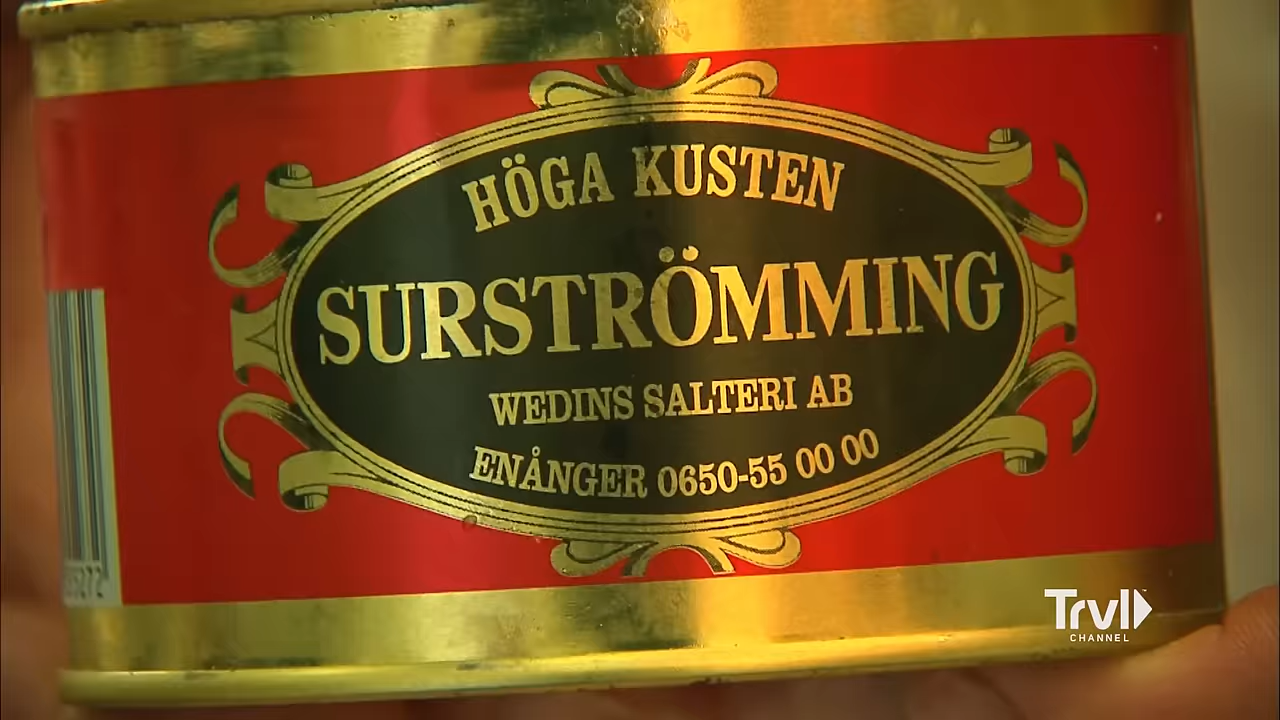 HÖGA KUSTEN
SURSTRÖMMING
WEDINS SALTERI AB
ENÅNGER 0650-55 00 00
Trvl
CHANNEL